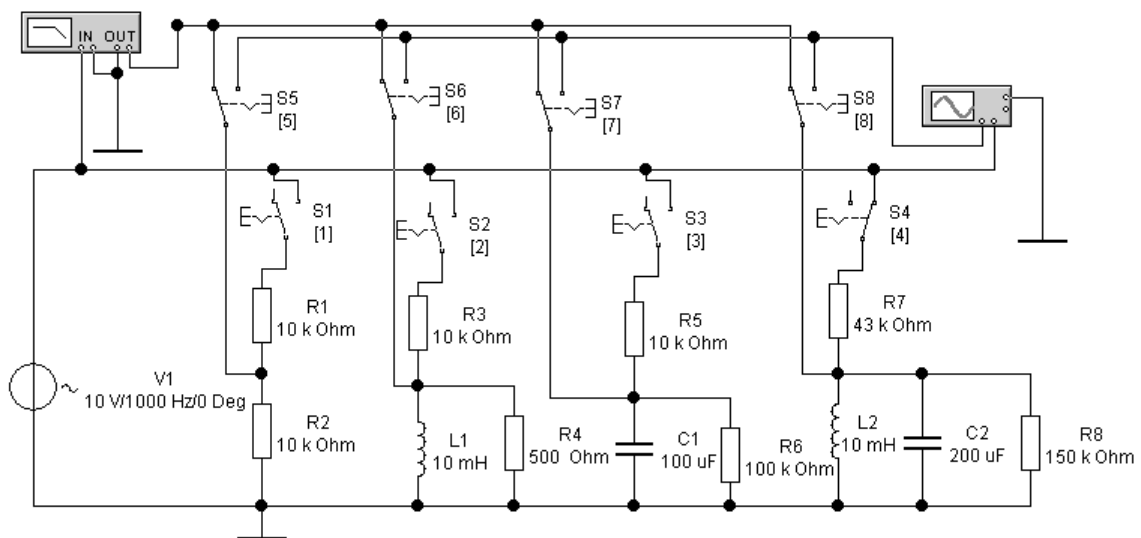 IN OUT
S5
[5]
S6
[6]
S7
[7]
S8
[8]
S1
[1]
S2
[2]
S3
[3]
S4
[4]
R1
10 k Ohm
R3
10 k Ohm
R5
10 k Ohm
R7
43 k Ohm
V1
10 V/1000 Hz/0 Deg
R2
10 k Ohm
L1
10 mH
R4
500 Ohm
C1
100 uF
R6
100 k Ohm
L2
10 mH
C2
200 uF
R8
150 k Ohm